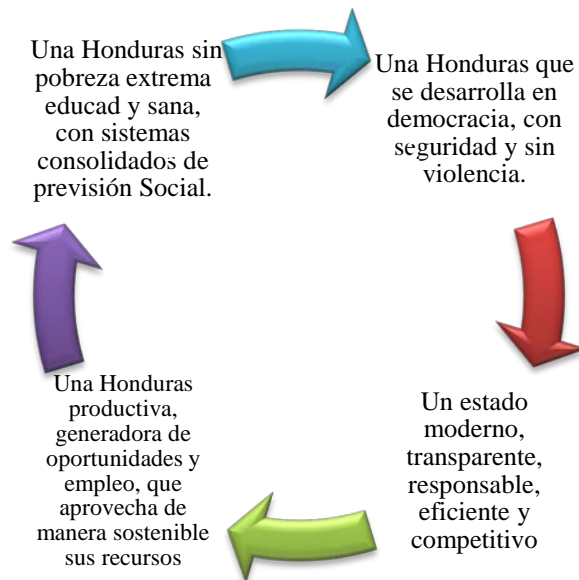 Una Honduras sin
pobreza extrema
educad y sana,
con sistemas
consolidados de
previsión Social.
Una Honduras que
se desarrolla en
democracia, con
seguridad y sin
violencia.
Un estado
moderno,
transparente,
responsable,
eficiente y
competitivo
Una Honduras
productiva,
generadora de
oportunidades y
empleo, que
aprovecha de
manera sostenible
sus recursos